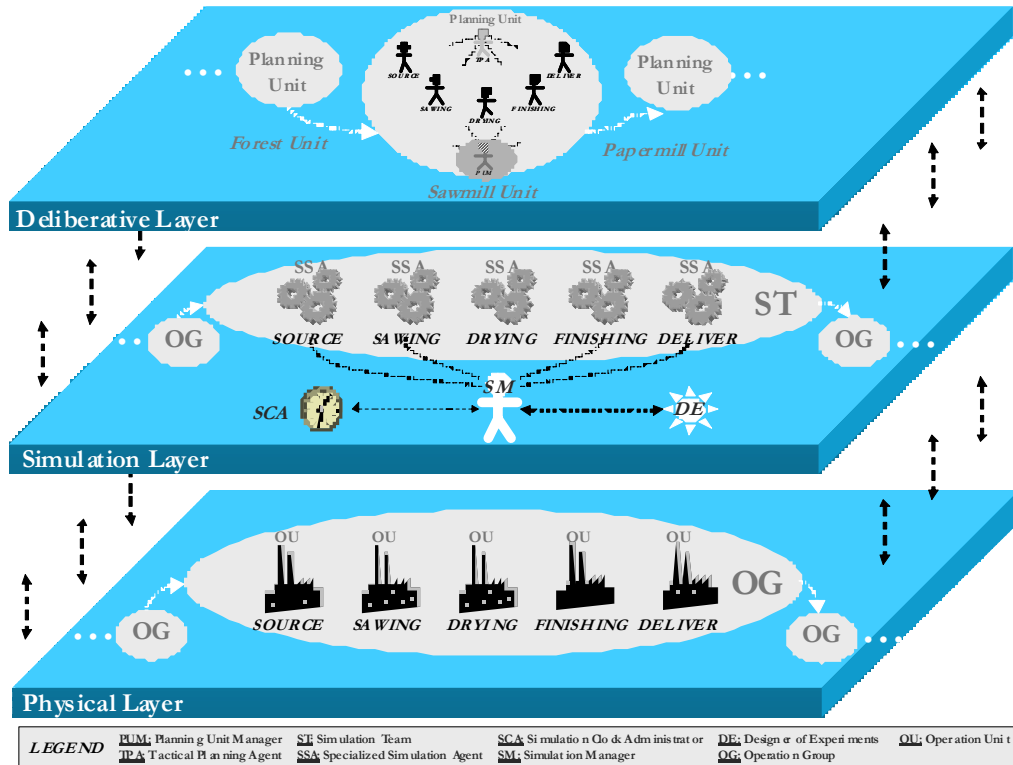 Planning Unit
Planning
Unit
TPA
SOURCE
DELIVER
SAWING
FINISHING
DRYING
PUM
Planning
Unit
Forest Unit
Papermill Unit
Sawmill Unit
Deliberative Layer
SSA SSA SSA SSA SSA
ST
OG
OG
SOURCE SAWING DRYING FINISHING DELIVER
SM
SCA
DE
Simulation Layer
OU OU OU OU OU
OG
OG
OG
SOURCE SAWING DRYING FINISHING DELIVER
Physical Layer
LEGEND
PUM: Planning Unit Manager ST: Simulation Team SCA: Simulation Clock Administrator DE: Designer of Experiments OU: Operation Unit
TPA: Tactical Planning Agent SSA: Specialized Simulation Agent SM: Simulation Manager OG: Operation Group